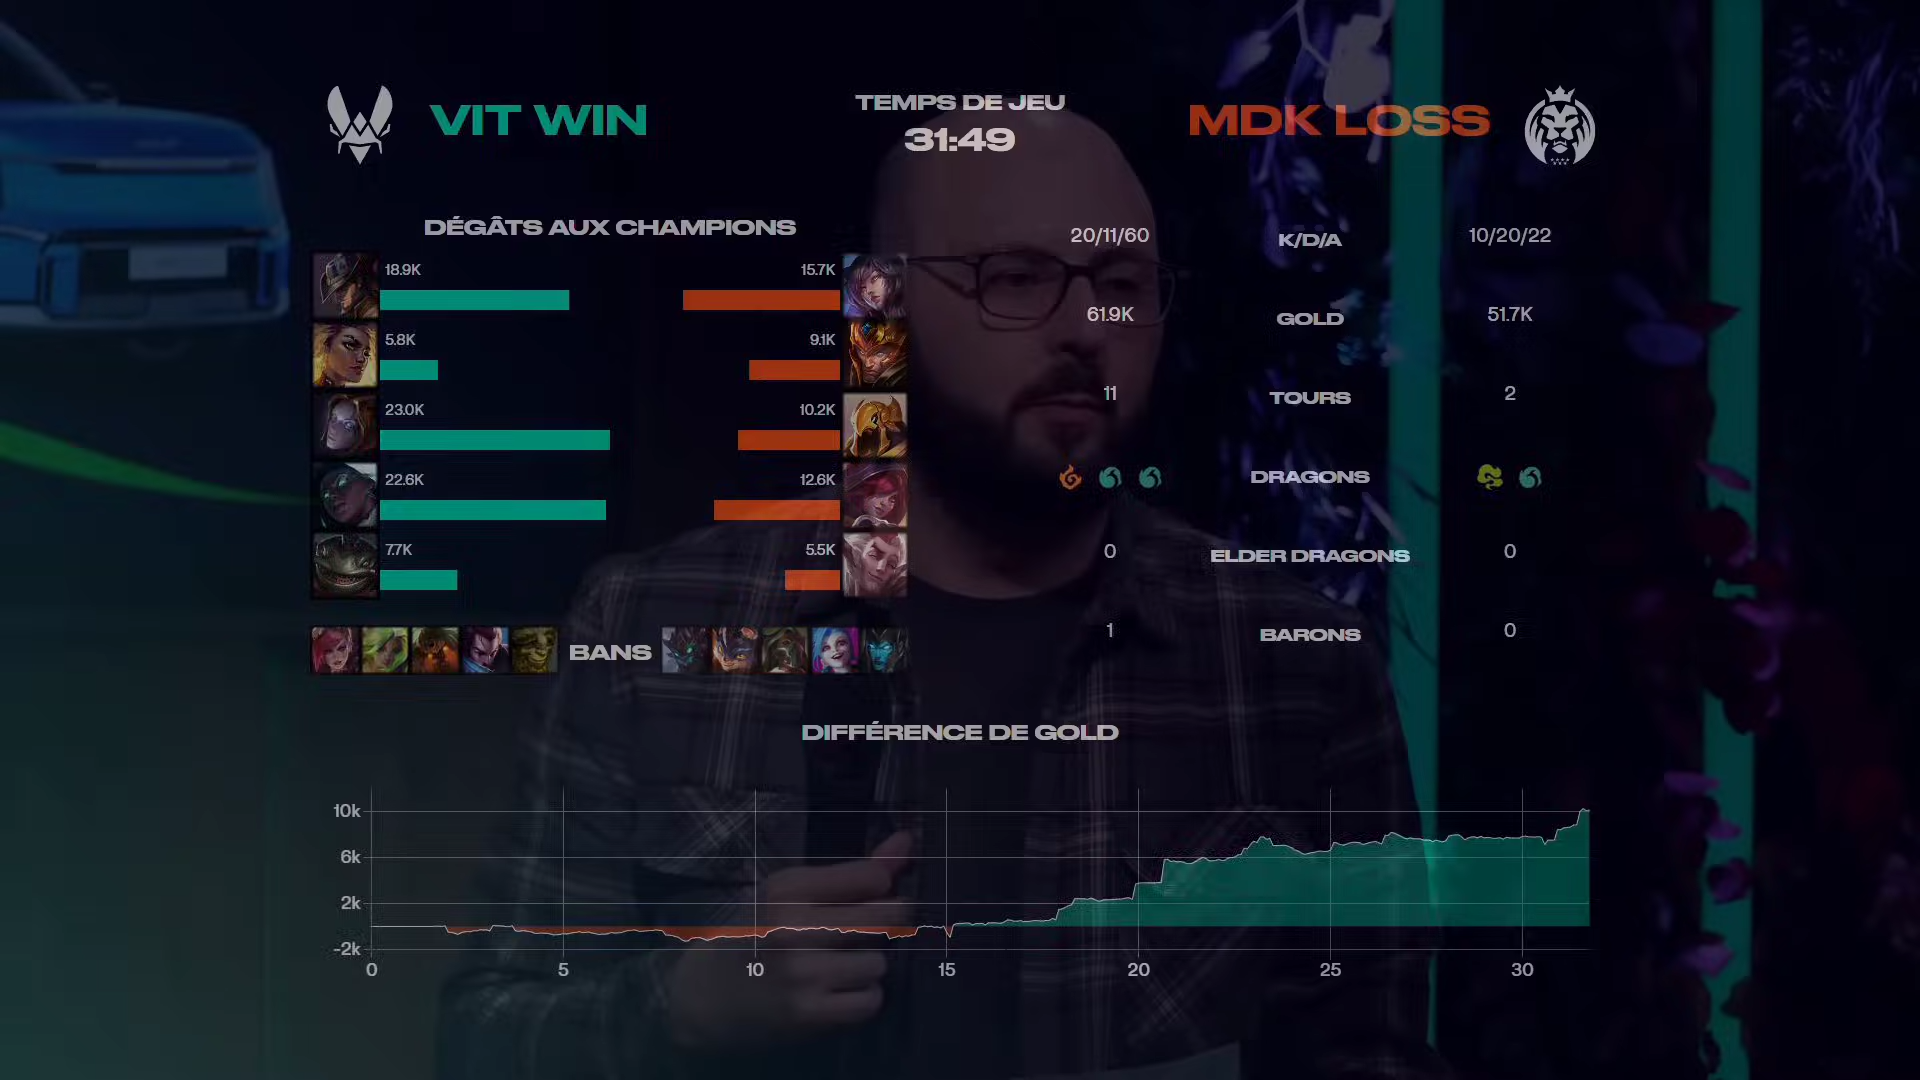 VIT WIN
TEMPS DE JEU
31:49
MDK LOSS
DÉGÂTS AUX CHAMPIONS
18.9K
15.7K
5.8K
9.1K
23.0K
10.2K
22.6K
12.6K
7.7K
5.5K
BANS
20/11/60 K/D/A 10/20/22
61.9K GOLD 51.7K
11 TOURS 2
DRAGONS
0 ELDER DRAGONS 0
1 BARONS 0
DIFFÉRENCE DE GOLD
10k
6k
2k
-2k
0 5 10 15 20 25 30